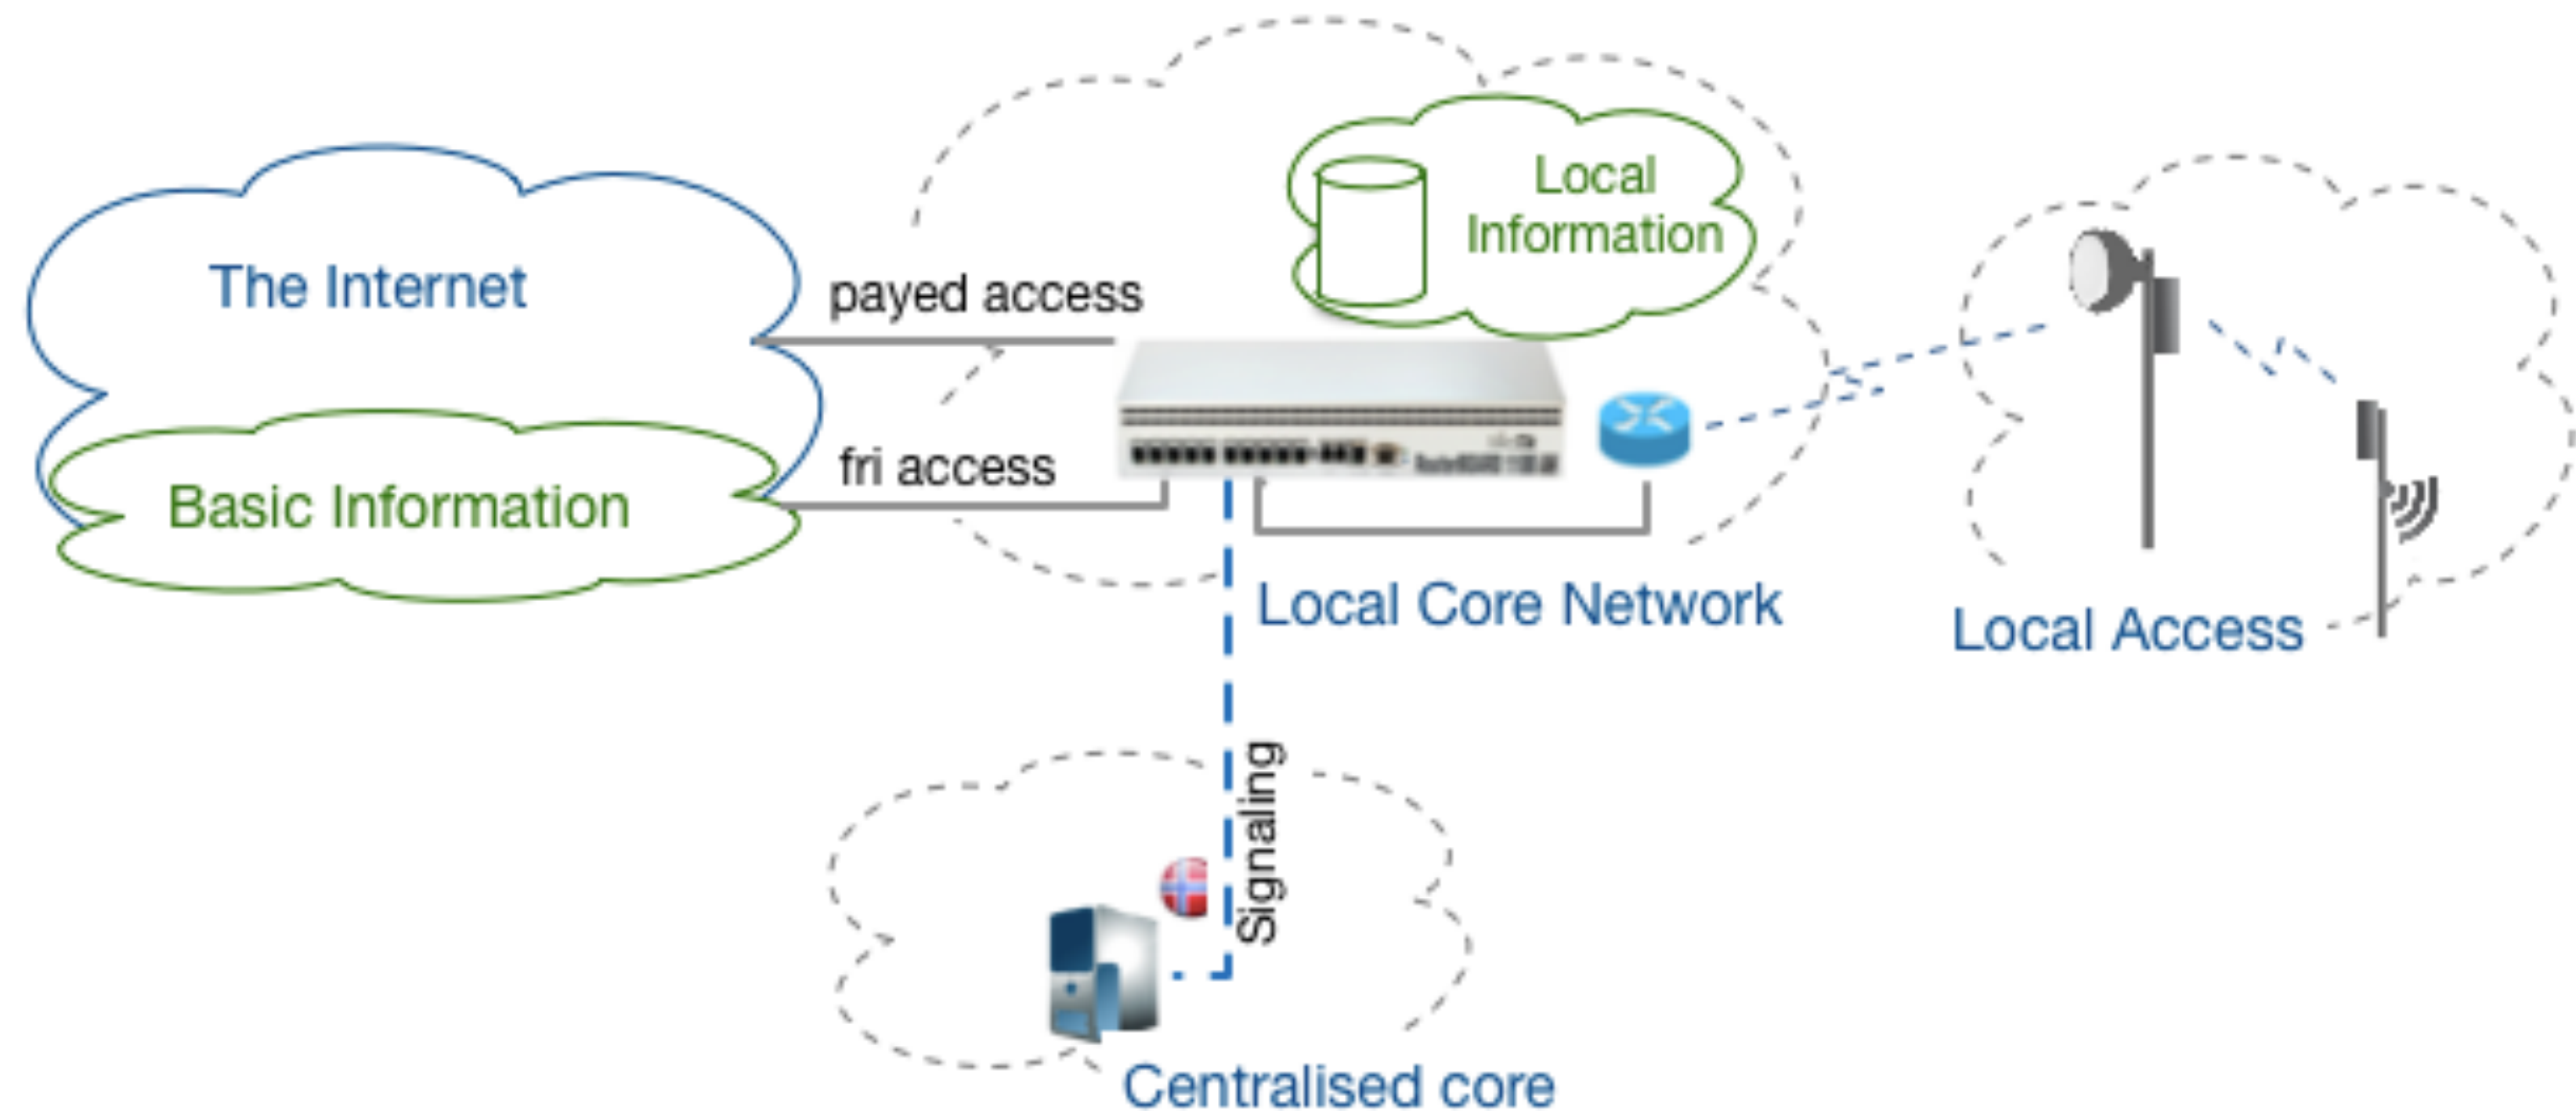 The Internet
payed access
Local
Information
fri access
Basic Information
Local Core Network
Local Access
Signaling
Centralised core